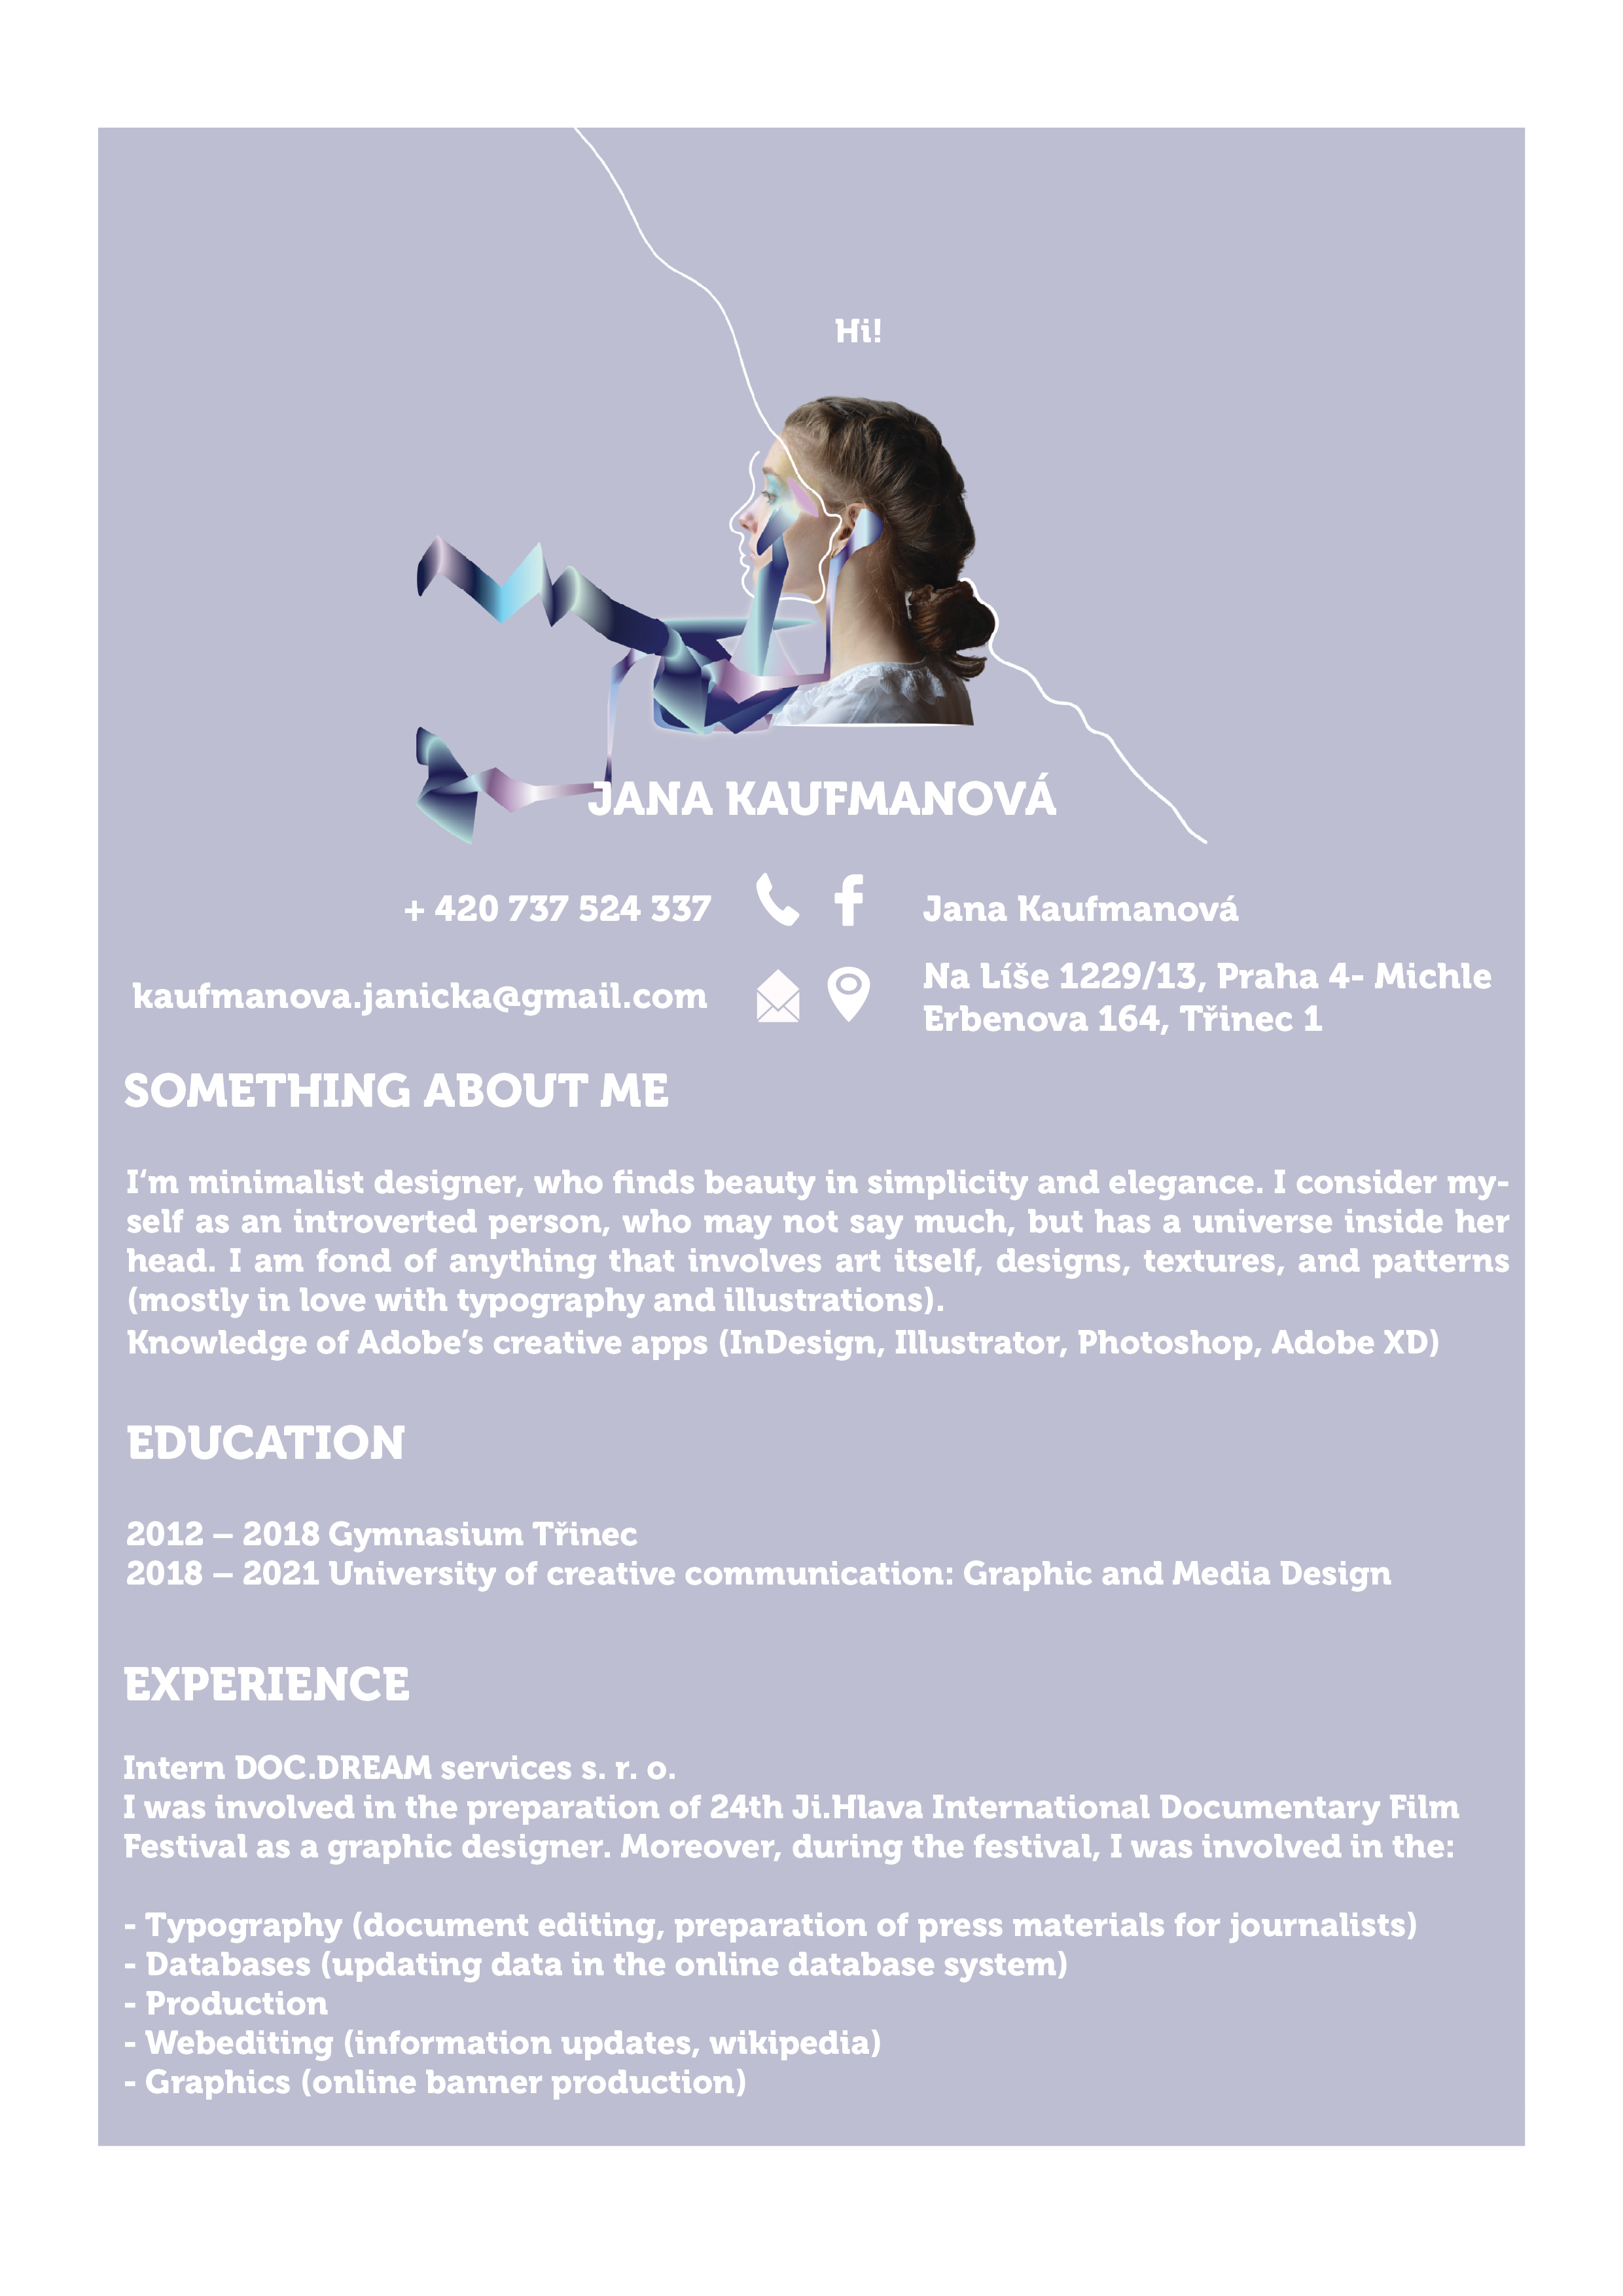 Hi!
JANA KAUFMANOVÁ
+ 420 737 524 337
Jana Kaufmanová
kaufmanova.janicka@gmail.com
Na Líše 1229/13, Praha 4- Michle
Erbenova 164, Třinec 1
SOMETHING ABOUT ME
I‘m minimalist designer, who finds beauty in simplicity and elegance. I consider my-
self as an introverted person, who may not say much, but has a universe inside her
head. I am fond of anything that involves art itself, designs, textures, and patterns
(mostly in love with typography and illustrations).
Knowledge of Adobe’s creative apps (InDesign, Illustrator, Photoshop, Adobe XD)
EDUCATION
2012 – 2018 Gymnasium Třinec
2018 – 2021 University of creative communication: Graphic and Media Design
EXPERIENCE
Intern DOC.DREAM services s. r. o.
I was involved in the preparation of 24th Ji.Hlava International Documentary Film
Festival as a graphic designer. Moreover, during the festival, I was involved in the:
- Typography (document editing, preparation of press materials for journalists)
- Databases (updating data in the online database system)
- Production
- Webediting (information updates, wikipedia)
- Graphics (online banner production)